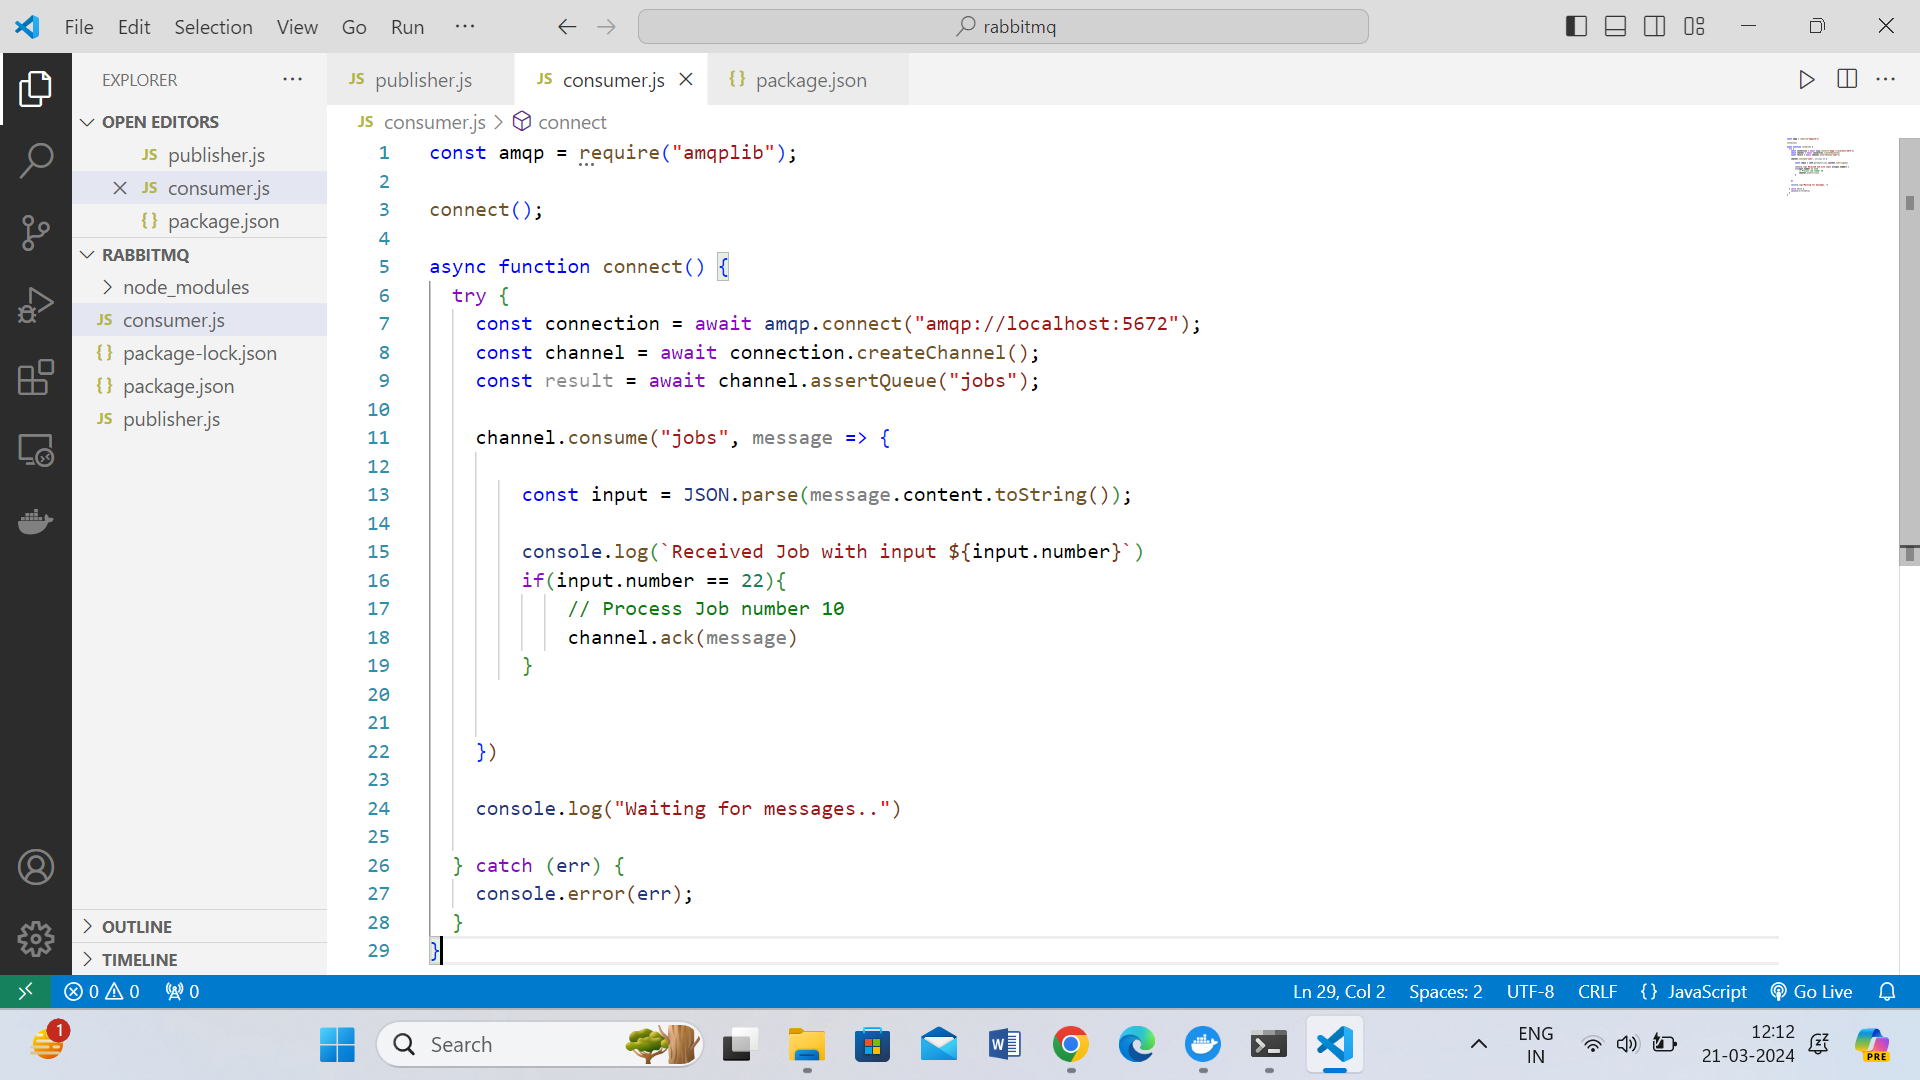 File Edit Selection View Go Run ··· rabbitmq
EXPLORER ···
OPEN EDITORS
JS publisher.js
JS consumer.js
{} package.json
RABBITMQ
node_modules
JS consumer.js
{} package-lock.json
{} package.json
JS publisher.js
OUTLINE
TIMELINE
JS publisher.js JS consumer.js {} package.json ···
JS consumer.js > connect
1 const amqp = require("amqplib");
2
3 connect();
4
5 async function connect() {
6 try {
7 const connection = await amqp.connect("amqp://localhost:5672");
8 const channel = await connection.createChannel();
9 const result = await channel.assertQueue("jobs");
10
11 channel.consume("jobs", message => {
12
13 const input = JSON.parse(message.content.toString());
14
15 console.log(`Received Job with input ${input.number}`)
16 if(input.number == 22){
17 // Process Job number 10
18 channel.ack(message)
19 }
20
21
22 })
23
24 console.log("Waiting for messages..")
25
26 } catch (err) {
27 console.error(err);
28 }
29 }
0 0 0 Ln 29, Col 2 Spaces: 2 UTF-8 CRLF {} JavaScript Go Live
1 Search W ENG IN 12:12 21-03-2024 PRE